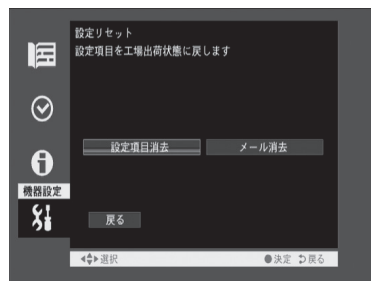 設定リセット
設定項目を工場出荷状態に戻します
設定項目消去 メール消去
機器設定
戻る
選択 ●決定 戻る